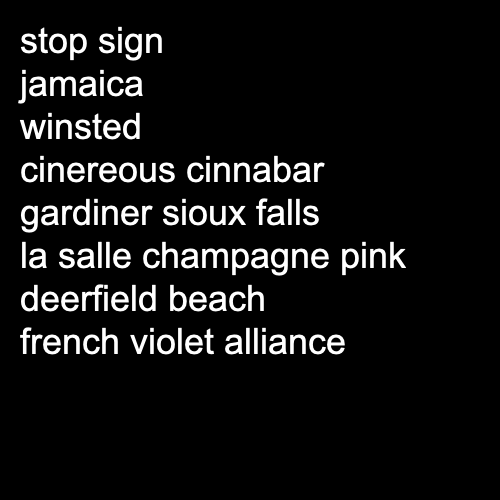 stop sign
jamaica
winsted
cinereous cinnabar
gardiner sioux falls
la salle champagne pink
deerfield beach
french violet alliance